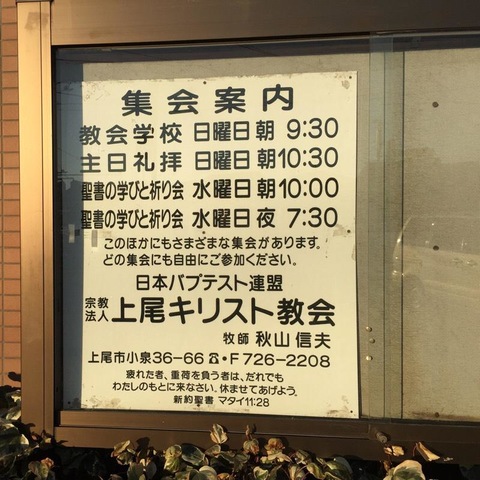 集会案内
教会学校 日曜日朝 9:30
主日礼拝 日曜日朝10:30
聖書の学びと祈り会 水曜日朝10:00
聖書の学びと祈り会 水曜日夜 7:30
このほかにもさまざまな集会があります。
どの集会にも自由にご参加ください。
日本バプテスト連盟
宗教法人 上尾キリスト教会
牧師 秋山信夫
上尾市小泉36-66 ☎・F 726-2208
疲れた者、重荷を負う者は、だれでも
わたしのもとに来なさい。休ませてあげよう。
新約聖書 マタイ11:28